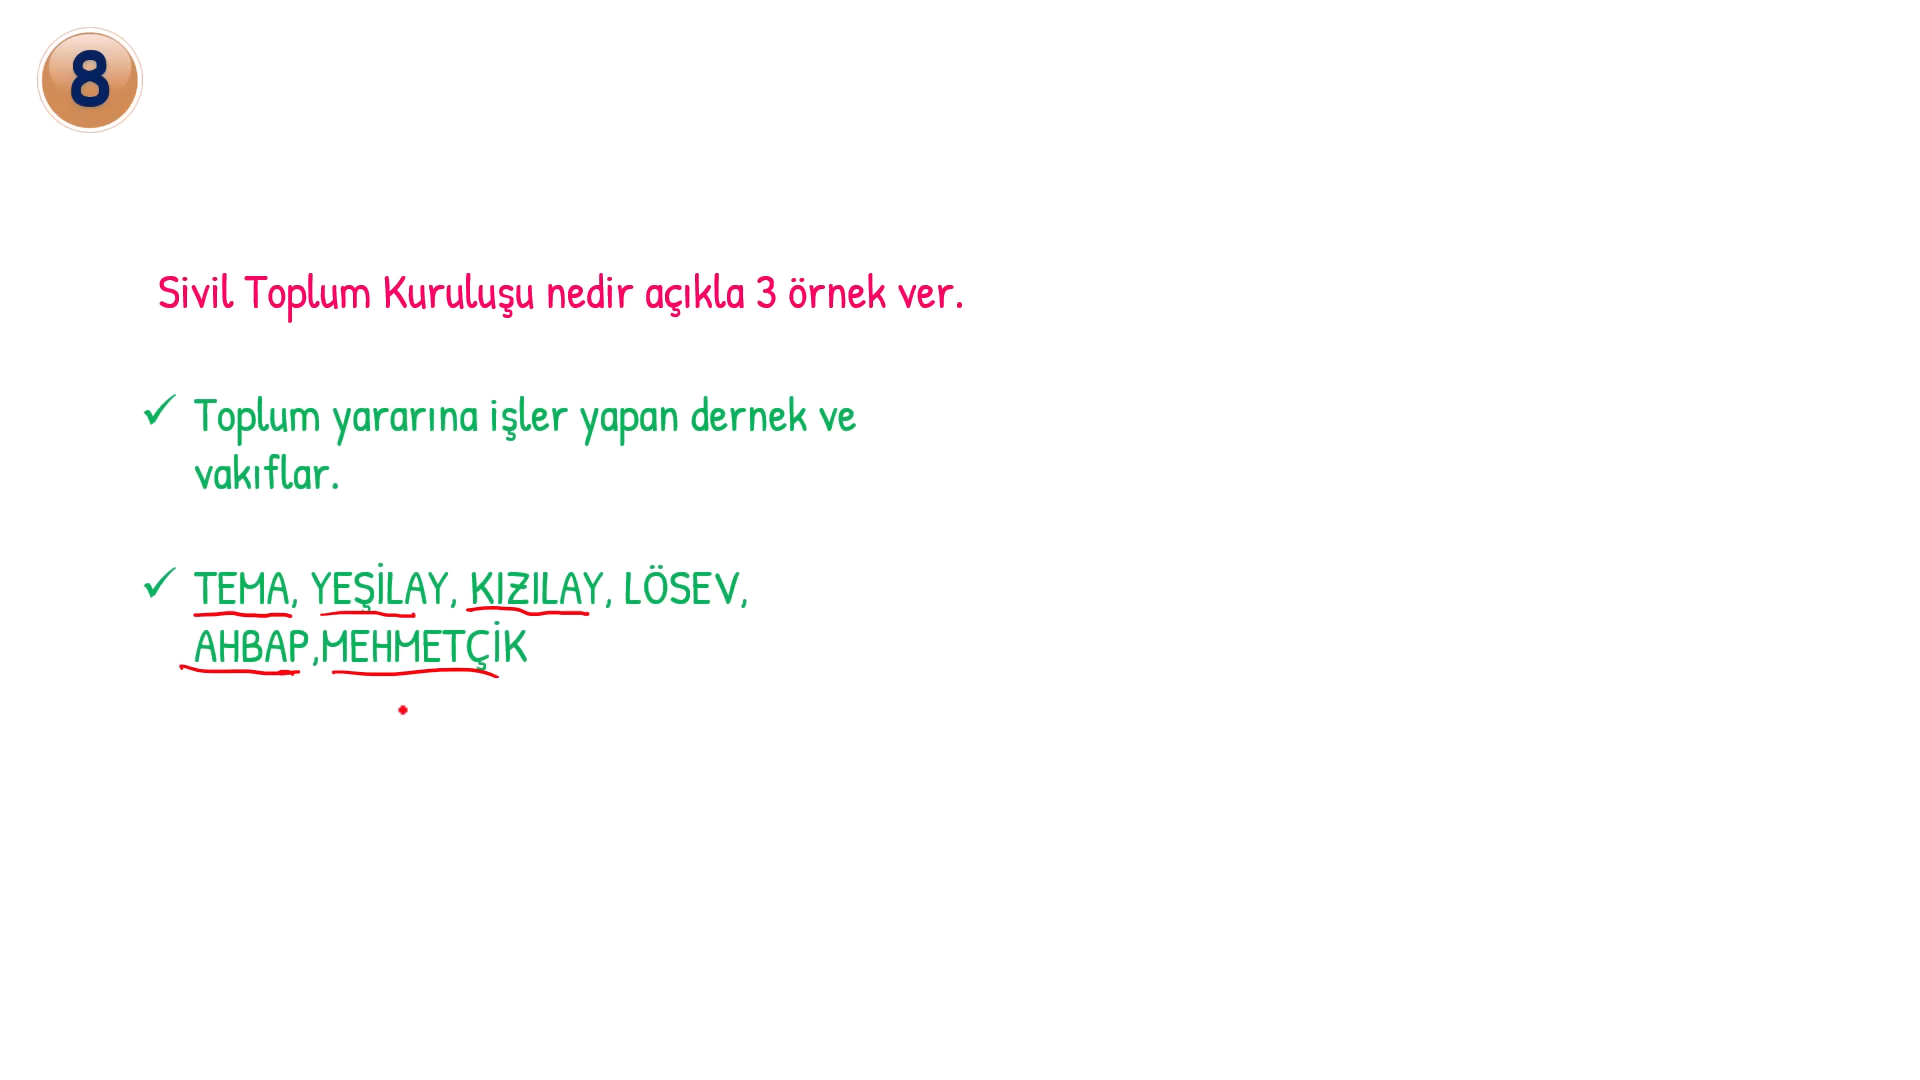 8
Sivil Toplum Kuruluşu nedir açıkla 3 örnek ver.
✓ Toplum yararına işler yapan dernek ve
vakıflar.
✓ TEMA, YEŞİLAY, KIZILAY, LÖSEV,
AHBAP,MEHMETÇİK